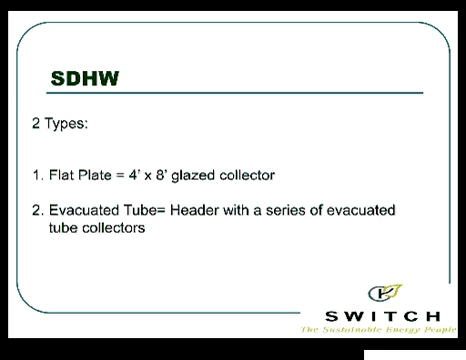 SDHW
2 Types:
1. Flat Plate = 4' x 8' glazed collector
2. Evacuated Tube= Header with a series of evacuated
tube collectors
SWITCH
The Sustainable Energy People